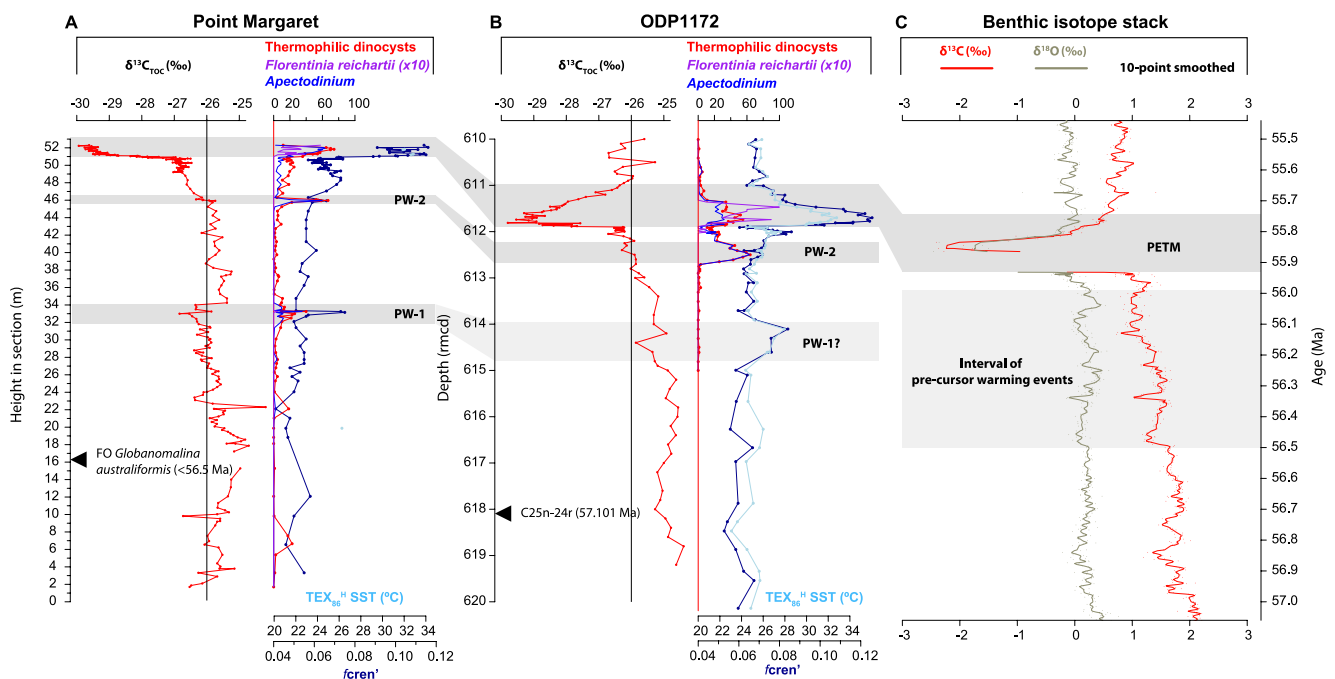 A
Point Margaret
δ¹³C_TOC (‰)
Thermophilic dinocysts
Florentinia reichartii (x10)
Apectodinium
-30 -29 -28 -27 -26 -25
0 20 60 100
Height in section (m)
52
50
48
46
44
42
40
38
36
34
32
30
28
26
24
22
20
18
16
14
12
10
8
6
4
2
0
PW-2
PW-1
FO Globanomalina
australiformis (<56.5 Ma)
TEX₈₆ᴴ SST (ºC)
20 22 24 26 28 30 32 34
0.04 0.06 0.08 0.10 0.12
fcren’
B
ODP1172
δ¹³C_TOC (‰)
Thermophilic dinocysts
Florentinia reichartii (x10)
Apectodinium
-30 -29 -28 -27 -26 -25
0 20 60 100
Depth (rmcd)
610
611
612
613
614
615
616
617
618
619
620
PW-2
PW-1?
C25n-24r (57.101 Ma)
TEX₈₆ᴴ SST (ºC)
20 22 24 26 28 30 32 34
0.04 0.06 0.08 0.10 0.12
fcren’
C
Benthic isotope stack
δ¹³C (‰) δ¹⁸O (‰)
10-point smoothed
-3 -2 -1 0 1 2 3
PETM
Interval of
pre-cursor warming events
55,5
55.6
55.7
55.8
55.9
56.0
56.1
56.2
56.3
56.4
56.5
56.6
56.7
56.8
56.9
57.0
Age (Ma)
-3 -2 -1 0 1 2 3